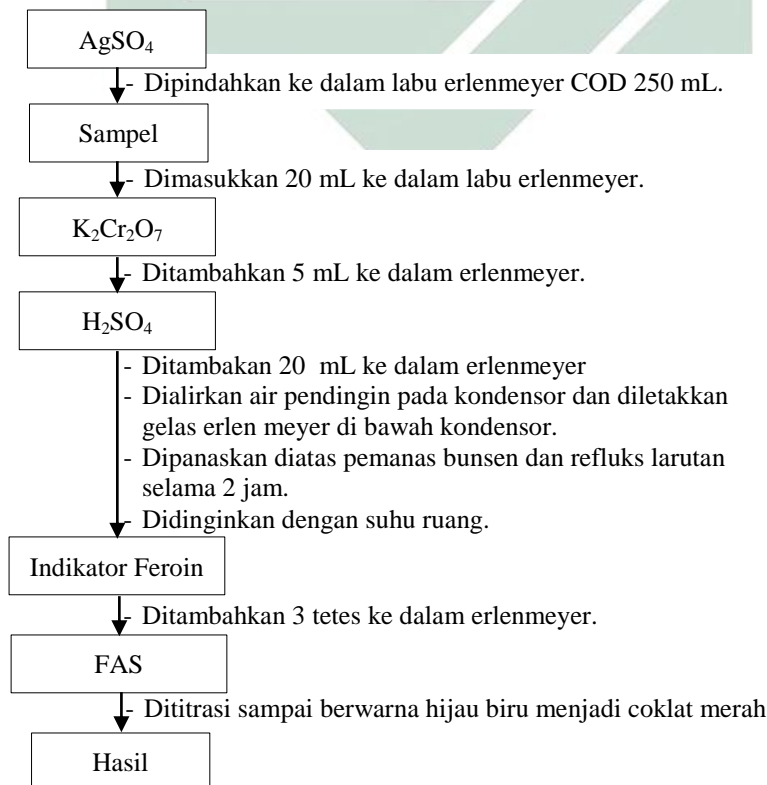 AgSO₄
- Dipindahkan ke dalam labu erlenmeyer COD 250 mL.
Sampel
- Dimasukkan 20 mL ke dalam labu erlenmeyer.
K₂Cr₂O₇
- Ditambahkan 5 mL ke dalam erlenmeyer.
H₂SO₄
- Ditambakan 20 mL ke dalam erlenmeyer
- Dialirkan air pendingin pada kondensor dan diletakkan
gelas erlen meyer di bawah kondensor.
- Dipanaskan diatas pemanas bunsen dan refluks larutan
selama 2 jam.
- Didinginkan dengan suhu ruang.
Indikator Feroin
- Ditambahkan 3 tetes ke dalam erlenmeyer.
FAS
- Dititrasi sampai berwarna hijau biru menjadi coklat merah
Hasil